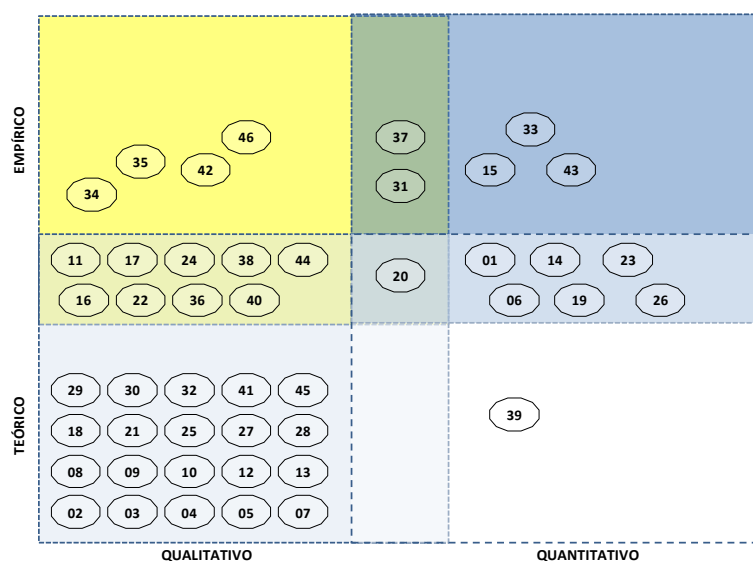 EMPÍRICO
46
37
33
35
42
15
43
34
31
11 17 24 38 44
20
01 14 23
16 22 36 40
06 19 26
TEÓRICO
29 30 32 41 45
39
18 21 25 27 28
08 09 10 12 13
02 03 04 05 07
QUALITATIVO
QUANTITATIVO